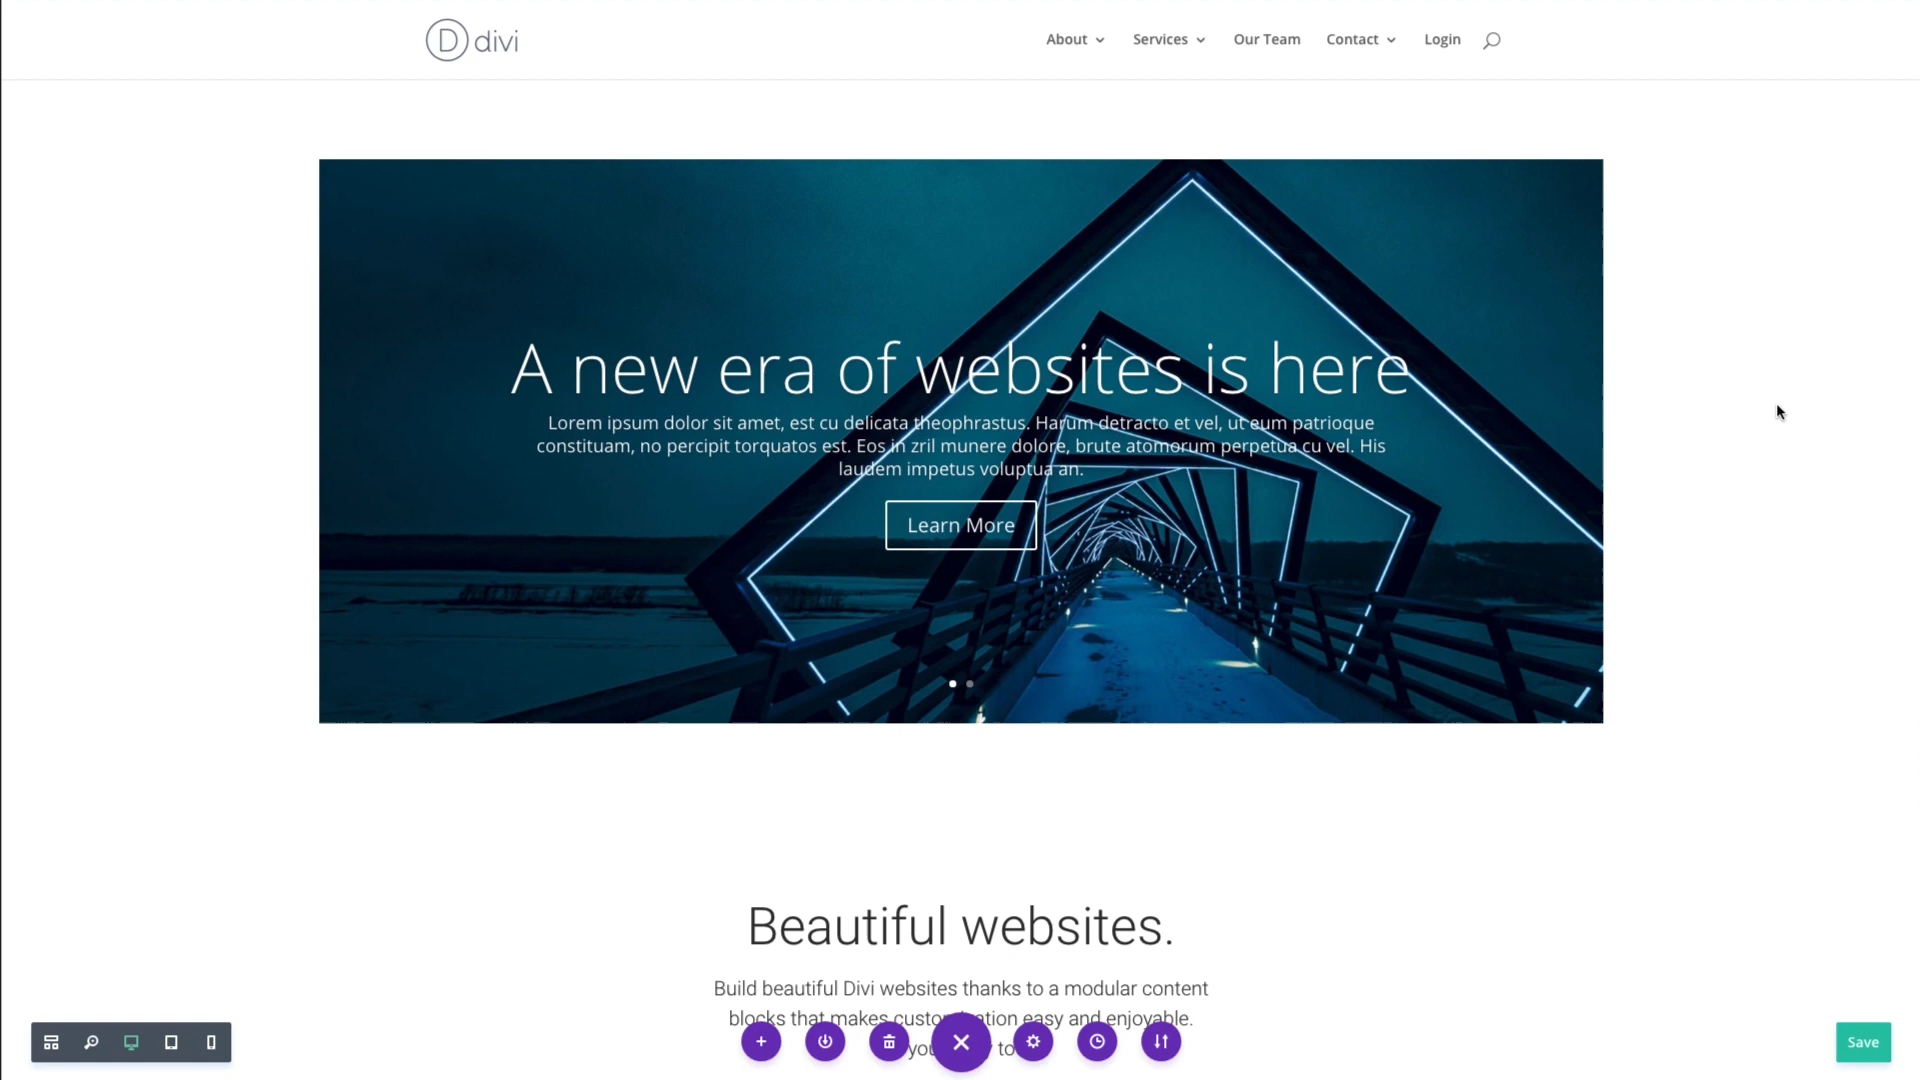 D divi
About
Services
Our Team
Contact
Login
A new era of websites is here
Lorem ipsum dolor sit amet, est cu delicata theophrastus. Harum detracto et vel, ut eum patrioque
constituam, no percipit torquatos est. Eos in zril munere dolore, brute atomorum perpetua cu vel. His
laudem impetus voluptua an.
Learn More
Beautiful websites.
Build beautiful Divi websites thanks to a modular content
blocks that makes easy and enjoyable.
Save